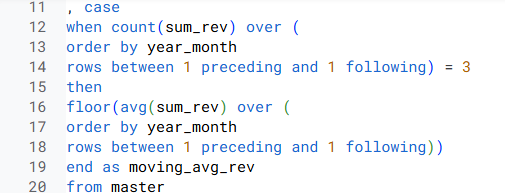 11 , case
12 when count(sum_rev) over (
13 order by year_month
14 rows between 1 preceding and 1 following) = 3
15 then
16 floor(avg(sum_rev) over (
17 order by year_month
18 rows between 1 preceding and 1 following))
19 end as moving_avg_rev
20 from master